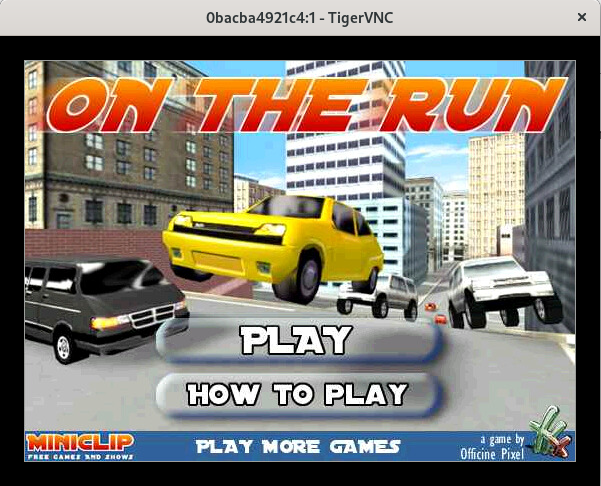 0bacba4921c4:1 - TigerVNC
ON THE RUN
PLAY
HOW TO PLAY
MINICLIP
FREE GAMES AND SHOWS
PLAY MORE GAMES
a game by
Officine Pixel